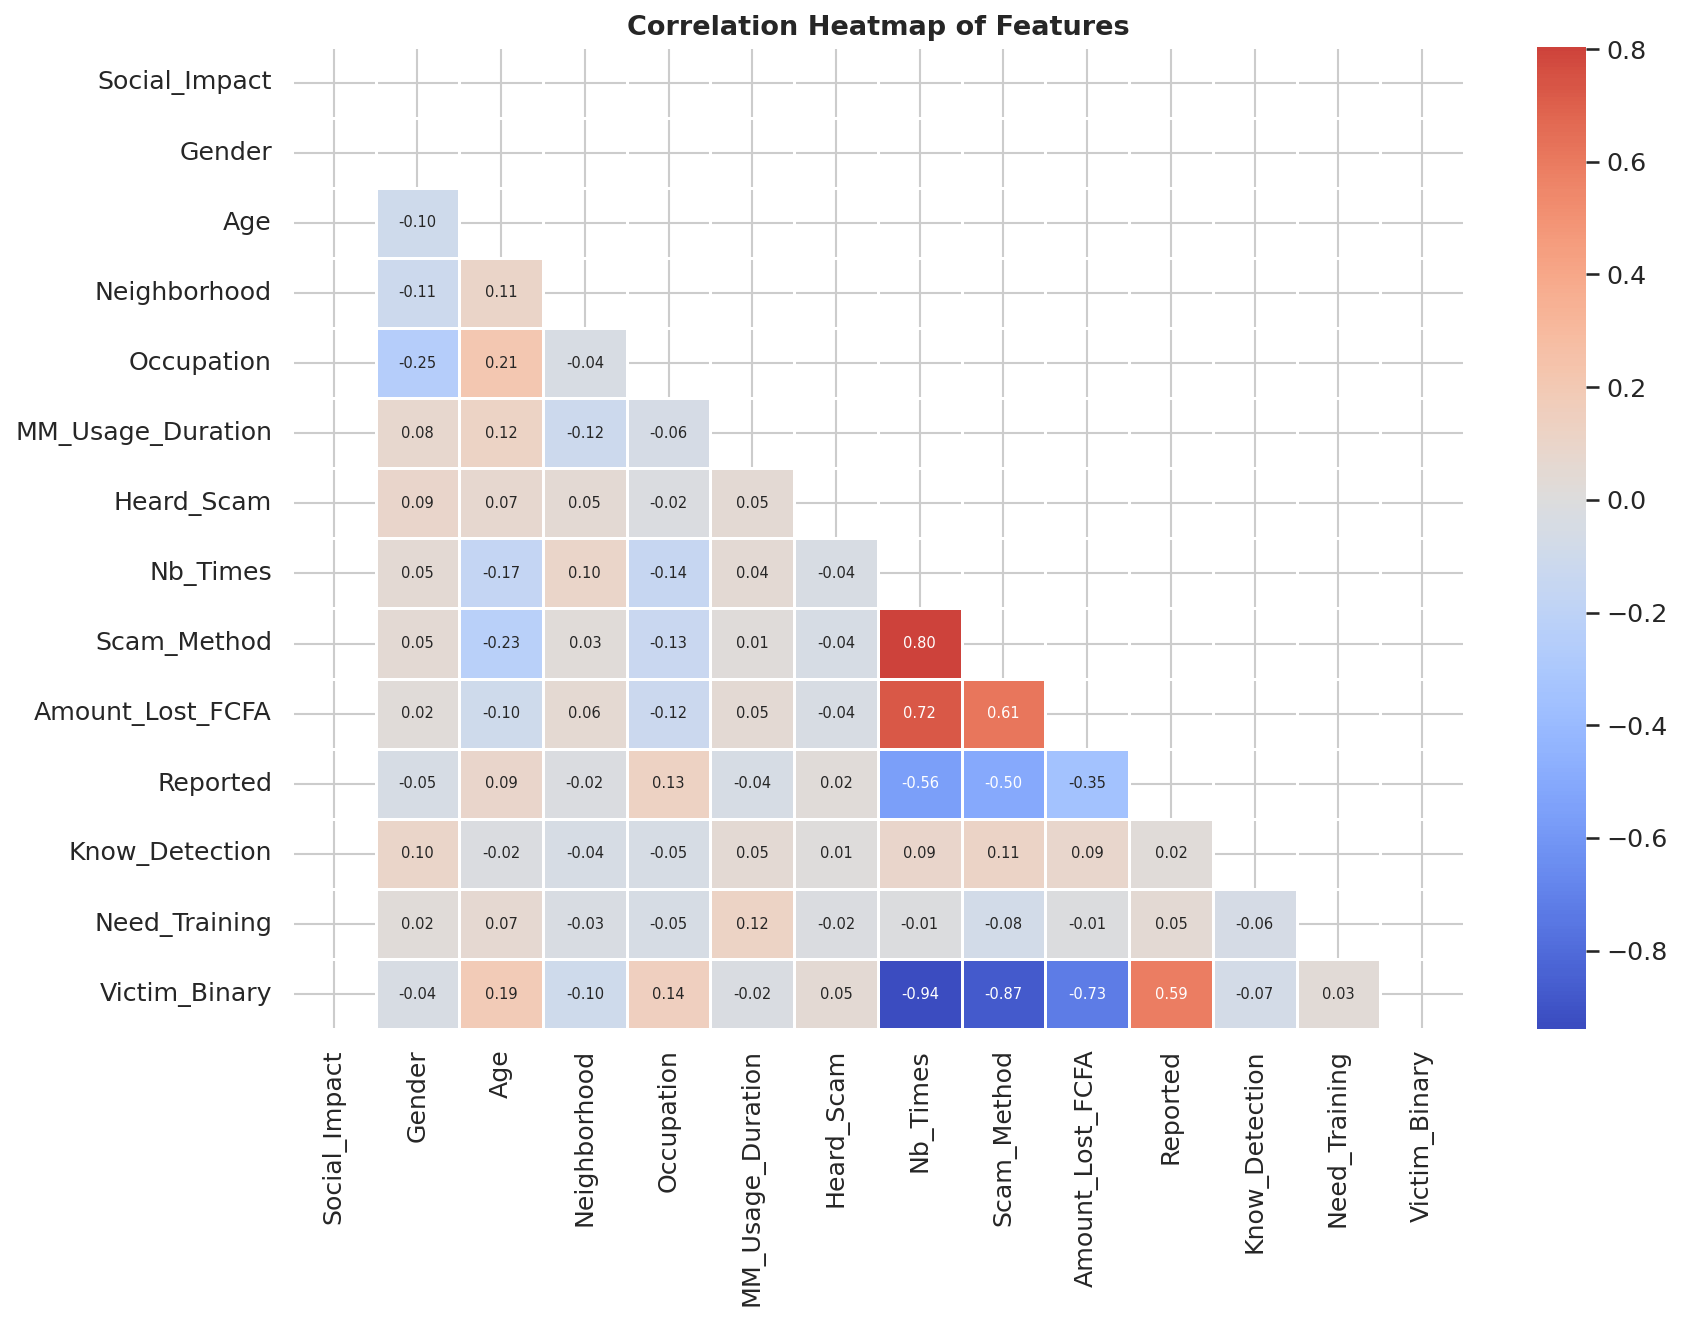 Correlation Heatmap of Features
Social_Impact
Gender
Age -0.10
Neighborhood -0.11 0.11
Occupation -0.25 0.21 -0.04
MM_Usage_Duration 0.08 0.12 -0.12 -0.06
Heard_Scam 0.09 0.07 0.05 -0.02 0.05
Nb_Times 0.05 -0.17 0.10 -0.14 0.04 -0.04
Scam_Method 0.05 -0.23 0.03 -0.13 0.01 -0.04 0.80
Amount_Lost_FCFA 0.02 -0.10 0.06 -0.12 0.05 -0.04 0.72 0.61
Reported -0.05 0.09 -0.02 0.13 -0.04 0.02 -0.56 -0.50 -0.35
Know_Detection 0.10 -0.02 -0.04 -0.05 0.05 0.01 0.09 0.11 0.09 0.02
Need_Training 0.02 0.07 -0.03 -0.05 0.12 -0.02 -0.01 -0.08 -0.01 0.05 -0.06
Victim_Binary -0.04 0.19 -0.10 0.14 -0.02 0.05 -0.94 -0.87 -0.73 0.59 -0.07 0.03
Social_Impact
Gender
Age
Neighborhood
Occupation
MM_Usage_Duration
Heard_Scam
Nb_Times
Scam_Method
Amount_Lost_FCFA
Reported
Know_Detection
Need_Training
Victim_Binary
0.8
0.6
0.4
0.2
0.0
−0.2
−0.4
−0.6
−0.8